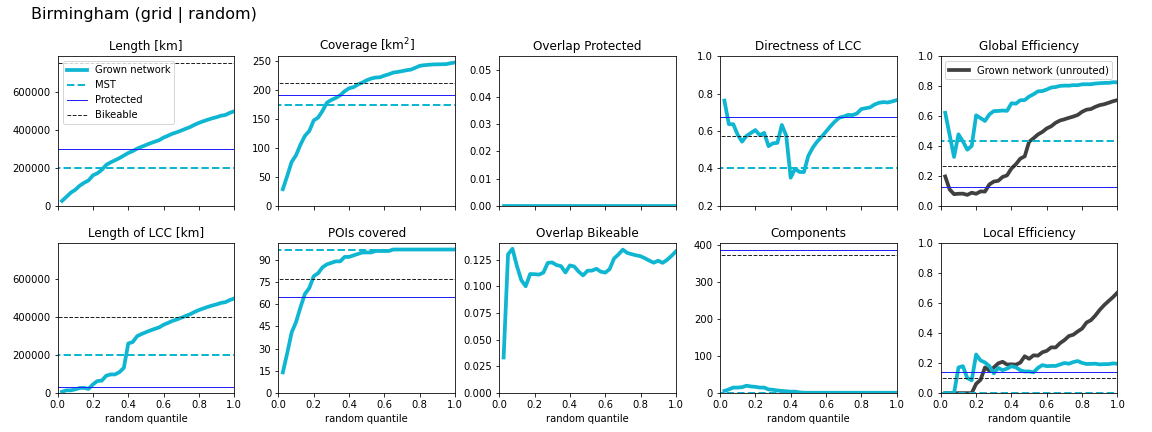 Birmingham (grid | random)
Length [km]
600000
400000
200000
0
Grown network
MST
Protected
Bikeable
Coverage [km²]
250
200
150
100
50
0
Overlap Protected
0.05
0.04
0.03
0.02
0.01
0.00
Directness of LCC
1.0
0.8
0.6
0.4
0.2
Global Efficiency
1.0
0.8
0.6
0.4
0.2
0.0
Grown network (unrouted)
Length of LCC [km]
600000
400000
200000
0
0.0 0.2 0.4 0.6 0.8 1.0
random quantile
POIs covered
90
75
60
45
30
15
0
0.0 0.2 0.4 0.6 0.8 1.0
random quantile
Overlap Bikeable
0.125
0.100
0.075
0.050
0.025
0.000
0.0 0.2 0.4 0.6 0.8 1.0
random quantile
Components
400
300
200
100
0
0.0 0.2 0.4 0.6 0.8 1.0
random quantile
Local Efficiency
1.0
0.8
0.6
0.4
0.2
0.0
0.0 0.2 0.4 0.6 0.8 1.0
random quantile